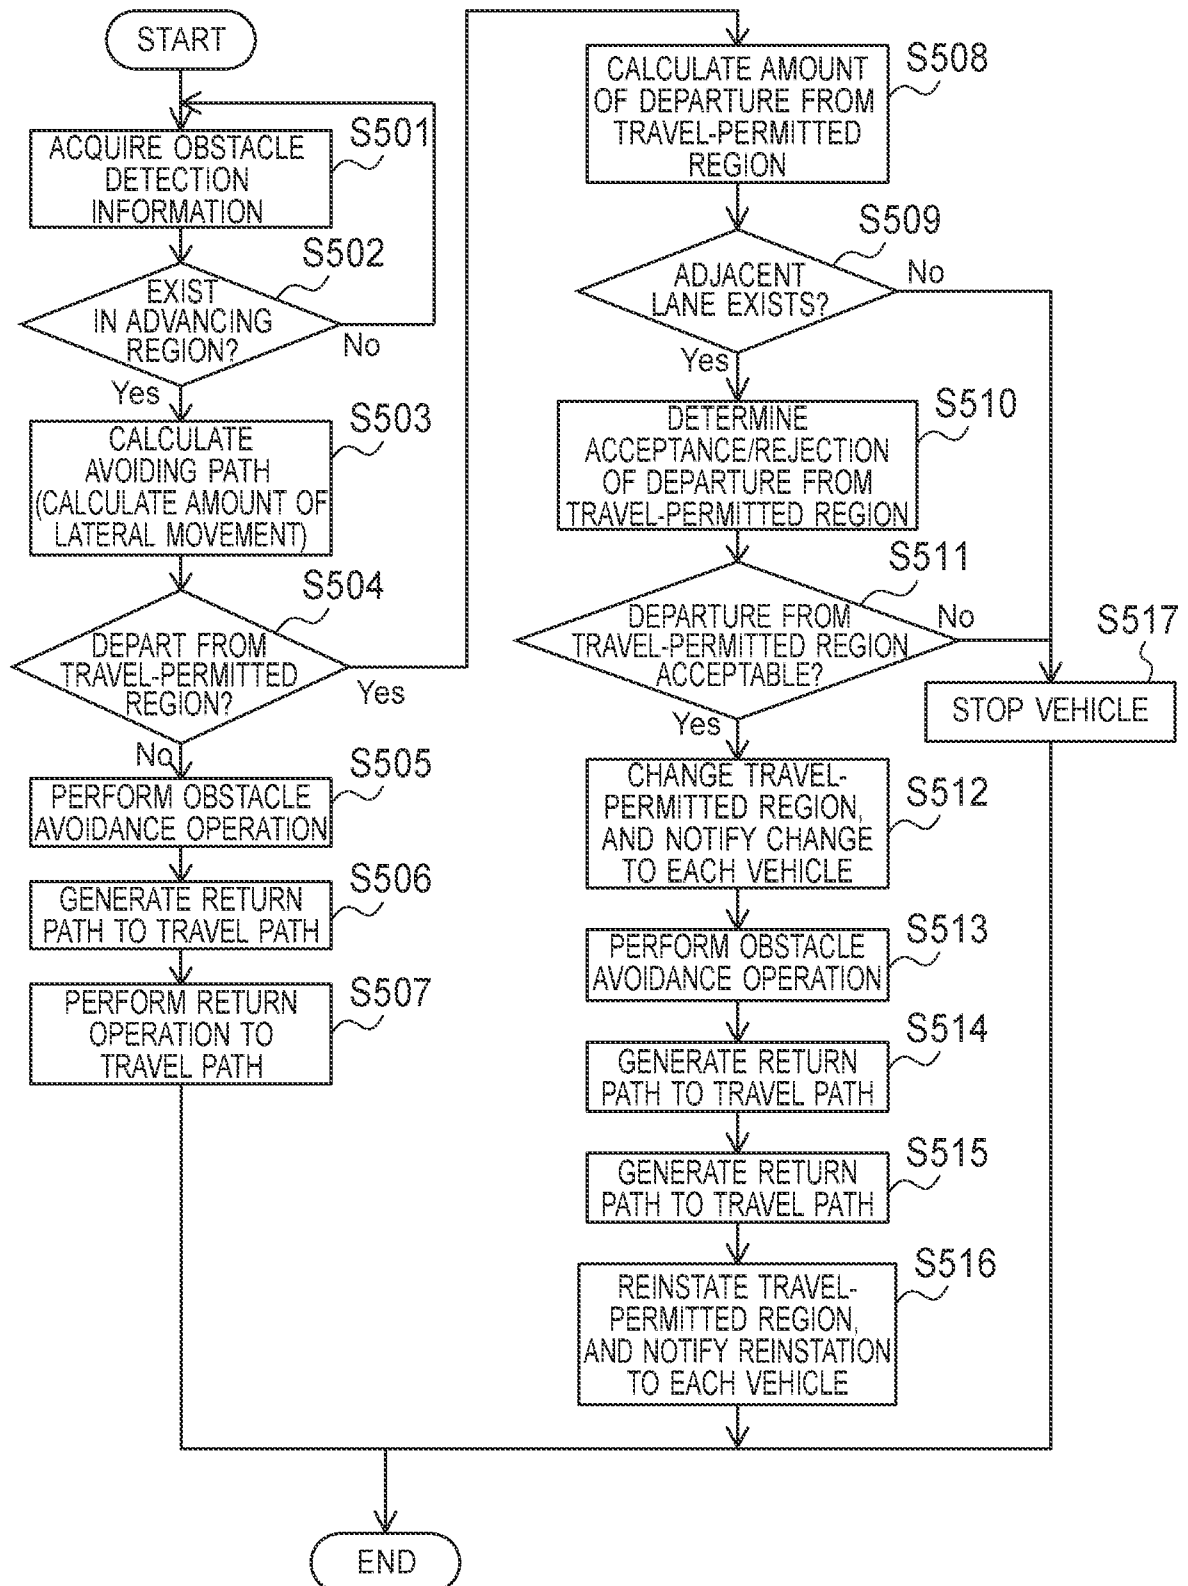 START
S501
ACQUIRE OBSTACLE
DETECTION
INFORMATION
S502
EXIST
IN ADVANCING
REGION?
No
Yes
S503
CALCULATE
AVOIDING PATH
(CALCULATE AMOUNT OF
LATERAL MOVEMENT)
S504
DEPART FROM
TRAVEL-PERMITTED
REGION?
Yes
No
S505
PERFORM OBSTACLE
AVOIDANCE OPERATION
S506
GENERATE RETURN
PATH TO TRAVEL PATH
S507
PERFORM RETURN
OPERATION TO
TRAVEL PATH
S508
CALCULATE AMOUNT
OF DEPARTURE FROM
TRAVEL-PERMITTED
REGION
S509
ADJACENT
LANE EXISTS?
No
Yes
S510
DETERMINE
ACCEPTANCE/REJECTION
OF DEPARTURE FROM
TRAVEL-PERMITTED REGION
S511
DEPARTURE FROM
TRAVEL-PERMITTED REGION
ACCEPTABLE?
No
Yes
S517
STOP VEHICLE
S512
CHANGE TRAVEL-
PERMITTED REGION,
AND NOTIFY CHANGE
TO EACH VEHICLE
S513
PERFORM OBSTACLE
AVOIDANCE OPERATION
S514
GENERATE RETURN
PATH TO TRAVEL PATH
S515
GENERATE RETURN
PATH TO TRAVEL PATH
S516
REINSTATE TRAVEL-
PERMITTED REGION,
AND NOTIFY REINSTATION
TO EACH VEHICLE
END